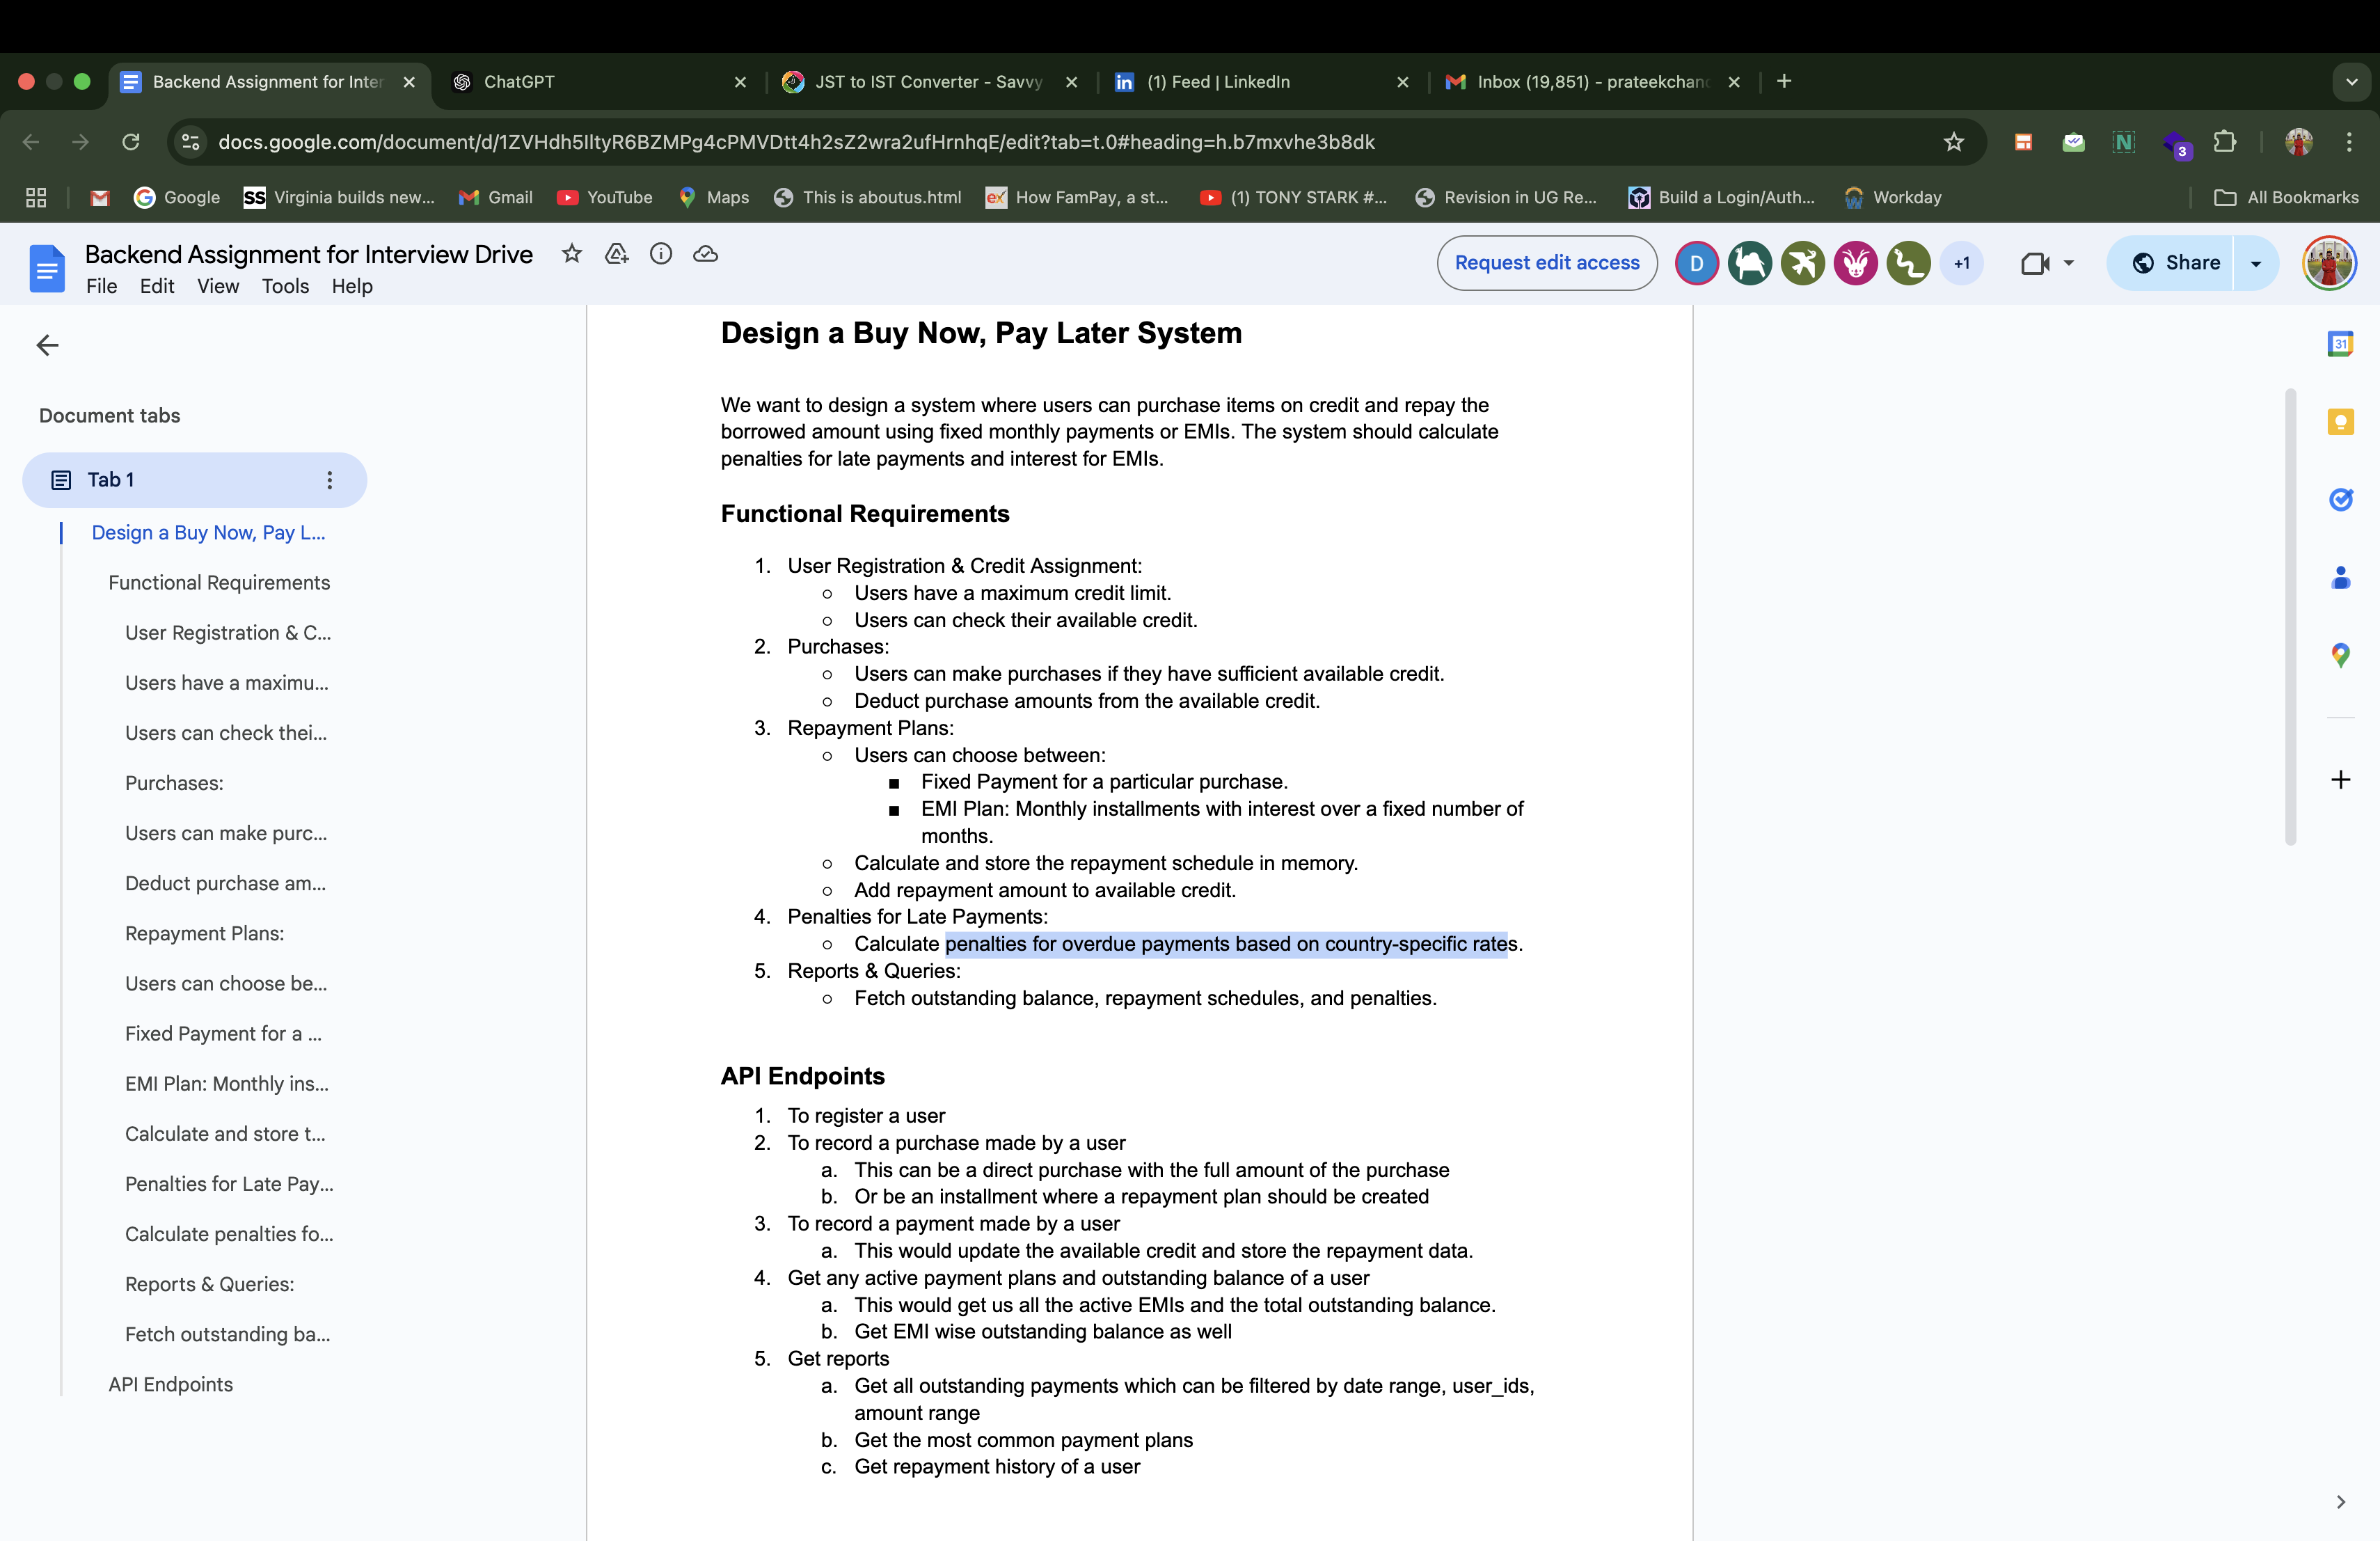 Backend Assignment for Inter
ChatGPT
JST to IST Converter - Savvy
(1) Feed | LinkedIn
Inbox (19,851) - prateekchand
docs.google.com/document/d/1ZVHdh5IltyR6BZMPg4cPMVDtt4h2sZ2wra2ufHrnhqE/edit?tab=t.0#heading=h.b7mxvhe3b8dk
3
Google
Virginia builds new...
Gmail
YouTube
Maps
This is aboutus.html
How FamPay, a st...
(1) TONY STARK #...
Revision in UG Re...
Build a Login/Auth...
Workday
All Bookmarks
Backend Assignment for Interview Drive
File Edit View Tools Help
Request edit access
D
+1
Share
Document tabs
Tab 1
Design a Buy Now, Pay L...
Functional Requirements
User Registration & C...
Users have a maximu...
Users can check thei...
Purchases:
Users can make purc...
Deduct purchase am...
Repayment Plans:
Users can choose be...
Fixed Payment for a ...
EMI Plan: Monthly ins...
Calculate and store t...
Penalties for Late Pay...
Calculate penalties fo...
Reports & Queries:
Fetch outstanding ba...
API Endpoints
Design a Buy Now, Pay Later System
We want to design a system where users can purchase items on credit and repay the
borrowed amount using fixed monthly payments or EMIs. The system should calculate
penalties for late payments and interest for EMIs.
Functional Requirements
1. User Registration & Credit Assignment:
○ Users have a maximum credit limit.
○ Users can check their available credit.
2. Purchases:
○ Users can make purchases if they have sufficient available credit.
○ Deduct purchase amounts from the available credit.
3. Repayment Plans:
○ Users can choose between:
■ Fixed Payment for a particular purchase.
■ EMI Plan: Monthly installments with interest over a fixed number of
months.
○ Calculate and store the repayment schedule in memory.
○ Add repayment amount to available credit.
4. Penalties for Late Payments:
○ Calculate penalties for overdue payments based on country-specific rates.
5. Reports & Queries:
○ Fetch outstanding balance, repayment schedules, and penalties.
API Endpoints
1. To register a user
2. To record a purchase made by a user
a. This can be a direct purchase with the full amount of the purchase
b. Or be an installment where a repayment plan should be created
3. To record a payment made by a user
a. This would update the available credit and store the repayment data.
4. Get any active payment plans and outstanding balance of a user
a. This would get us all the active EMIs and the total outstanding balance.
b. Get EMI wise outstanding balance as well
5. Get reports
a. Get all outstanding payments which can be filtered by date range, user_ids,
amount range
b. Get the most common payment plans
c. Get repayment history of a user
31